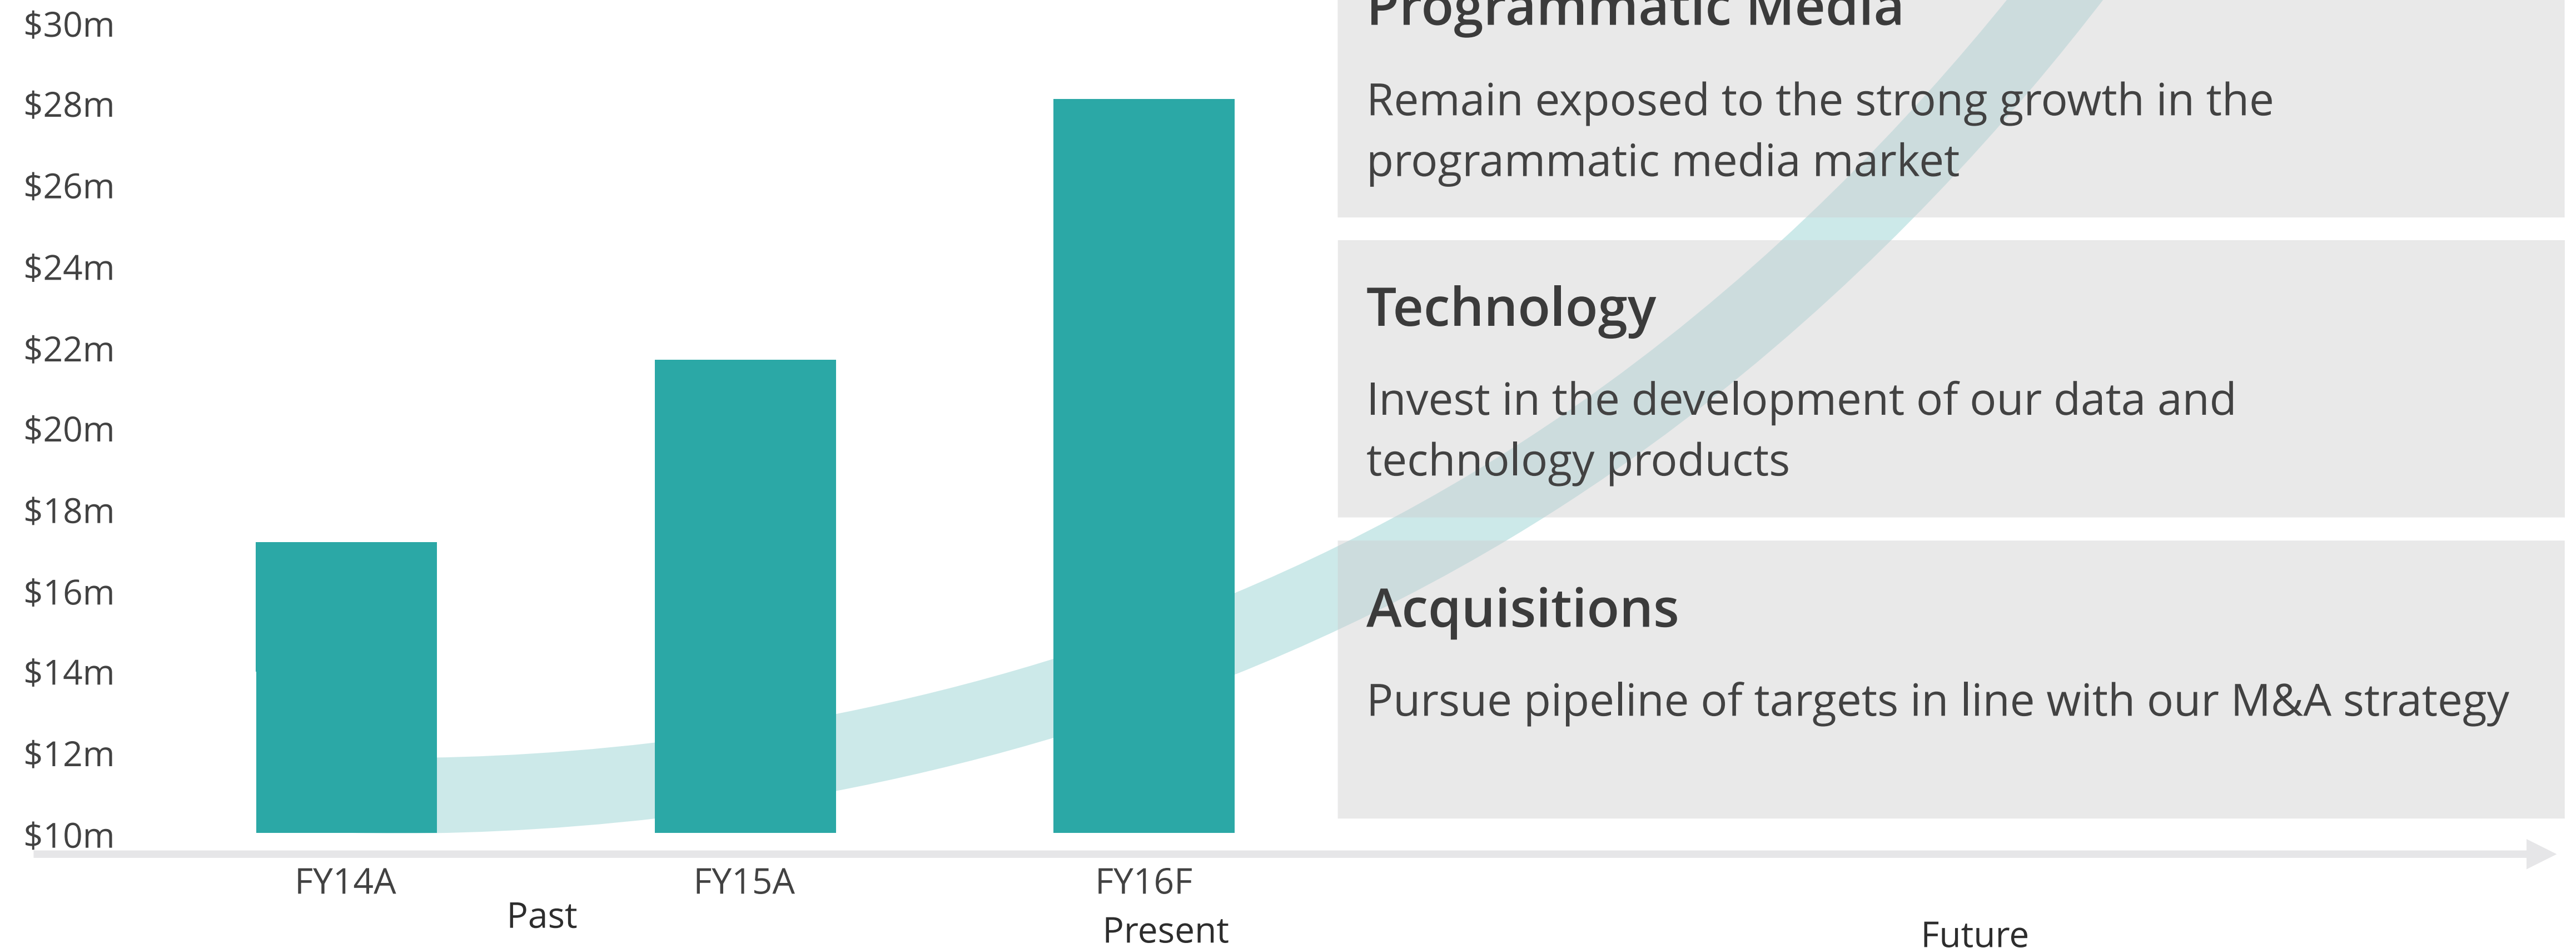 $30m
$28m
$26m
$24m
$22m
$20m
$18m
$16m
$14m
$12m
$10m
FY14A
FY15A
FY16F
Past
Present
Future
Programmatic Media
Remain exposed to the strong growth in the
programmatic media market
Technology
Invest in the development of our data and
technology products
Acquisitions
Pursue pipeline of targets in line with our M&A strategy